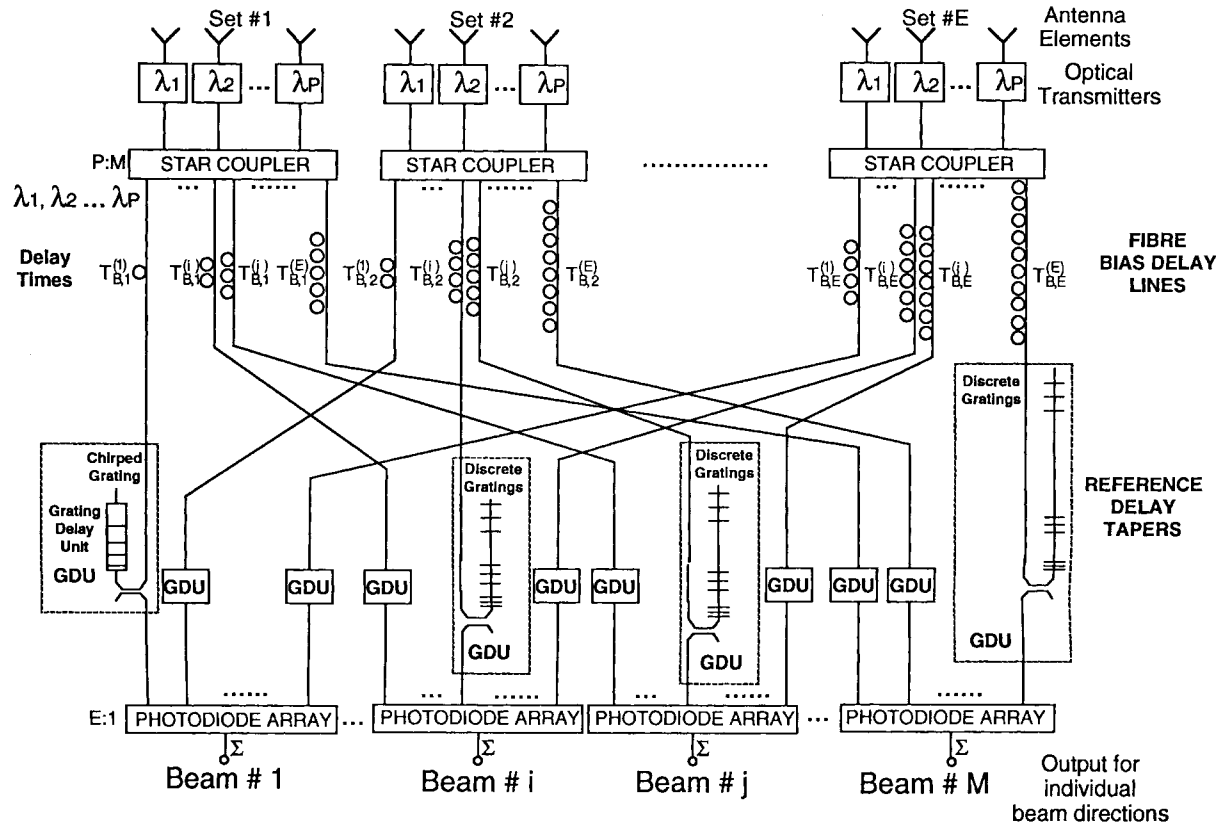 Set #1
Set #2
Set #E
Antenna
Elements
λ1 λ2 ... λP
λ1 λ2 ... λP
λ1 λ2 ... λP
Optical
Transmitters
P:M
STAR COUPLER
STAR COUPLER
STAR COUPLER
λ1, λ2 ... λP
Delay
Times
T(1)B,1
T(i)B,1
T(j)B,1
T(E)B,1
T(1)B,2
T(i)B,2
T(j)B,2
T(E)B,2
T(1)B,E
T(i)B,E
T(j)B,E
T(E)B,E
FIBRE
BIAS DELAY
LINES
Chirped
Grating
Grating
Delay
Unit
GDU
Discrete
Gratings
Discrete
Gratings
Discrete
Gratings
REFERENCE
DELAY
TAPERS
GDU
GDU
GDU
GDU
GDU
GDU
GDU
GDU
GDU
GDU
GDU
E:1
PHOTODIODE ARRAY ...
PHOTODIODE ARRAY
PHOTODIODE ARRAY ...
PHOTODIODE ARRAY
Σ
Σ
Σ
Σ
Beam # 1
Beam # i
Beam # j
Beam # M
Output for
individual
beam directions